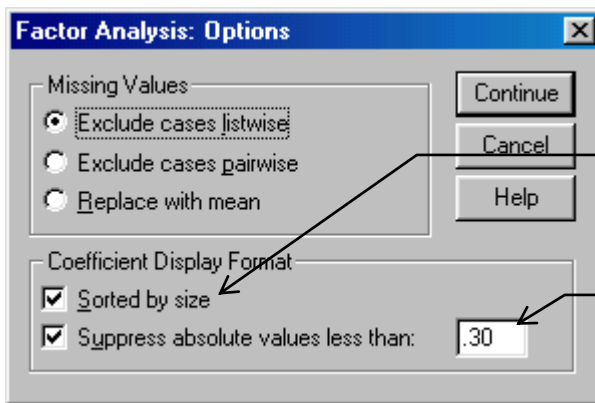 Factor Analysis: Options
Missing Values
Exclude cases listwise
Exclude cases pairwise
Replace with mean
Continue
Cancel
Help
Coefficient Display Format
Sorted by size
Suppress absolute values less than: .30